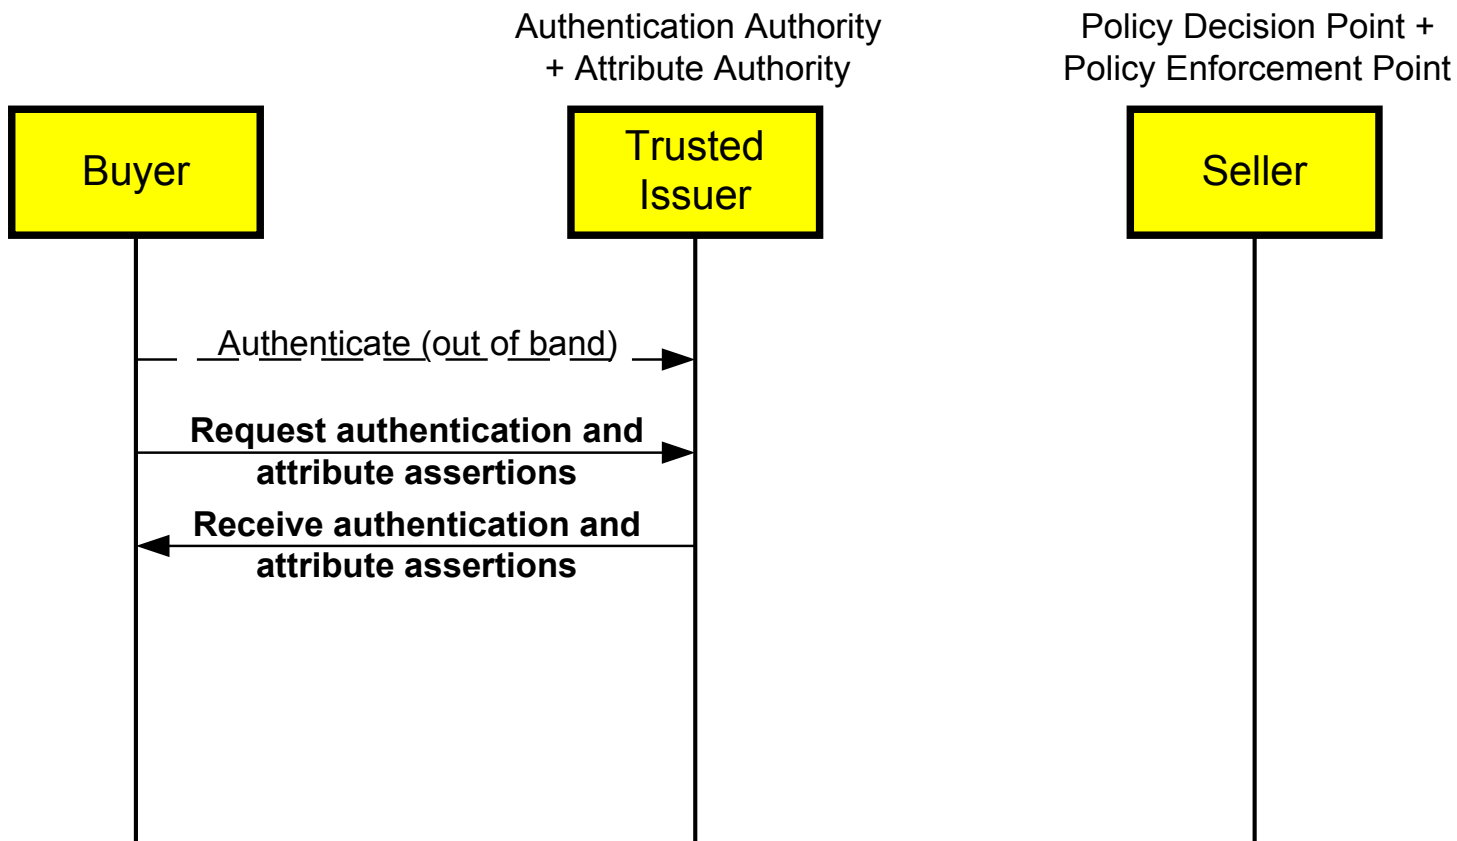 Authentication Authority
+ Attribute Authority
Policy Decision Point +
Policy Enforcement Point
Buyer
Trusted
Issuer
Seller
Authenticate (out of band)
Request authentication and
attribute assertions
Receive authentication and
attribute assertions